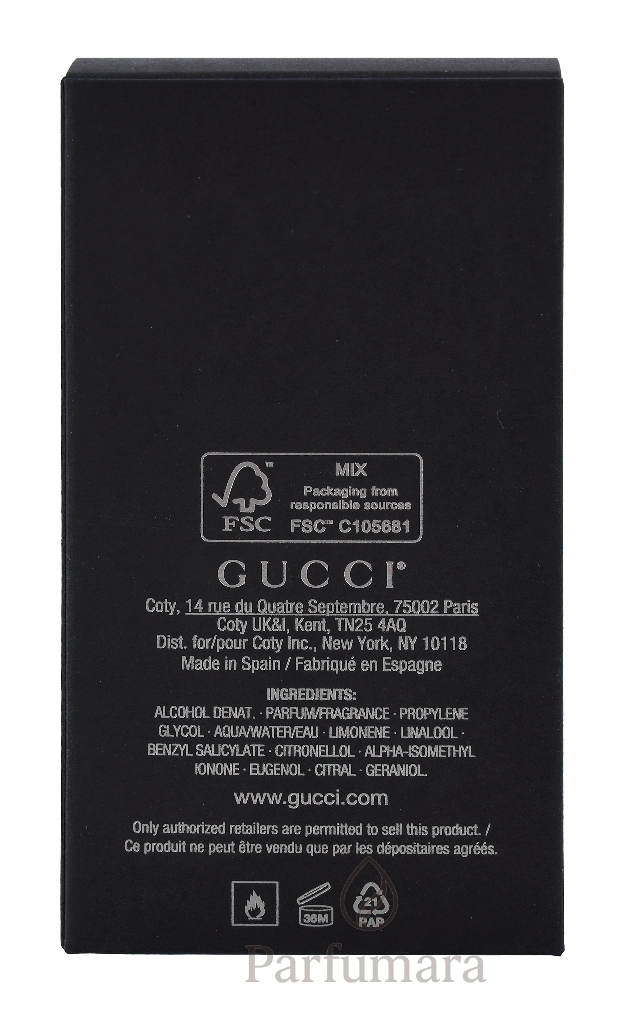 MIX
Packaging from
responsible sources
FSC™ C105681
FSC
™
GUCCI®
Coty, 14 rue du Quatre Septembre, 75002 Paris
Coty UK&I, Kent, TN25 4AQ
Dist. for/pour Coty Inc., New York, NY 10118
Made in Spain / Fabriqué en Espagne
INGREDIENTS:
ALCOHOL DENAT. · PARFUM/FRAGRANCE · PROPYLENE
GLYCOL · AQUA/WATER/EAU · LIMONENE · LINALOOL ·
BENZYL SALICYLATE · CITRONELLOL · ALPHA-ISOMETHYL
IONONE · EUGENOL · CITRAL · GERANIOL.
www.gucci.com
Only authorized retailers are permitted to sell this product. /
Ce produit ne peut être vendu que par les dépositaires agréés.
36M
21
PAP
Parfumara